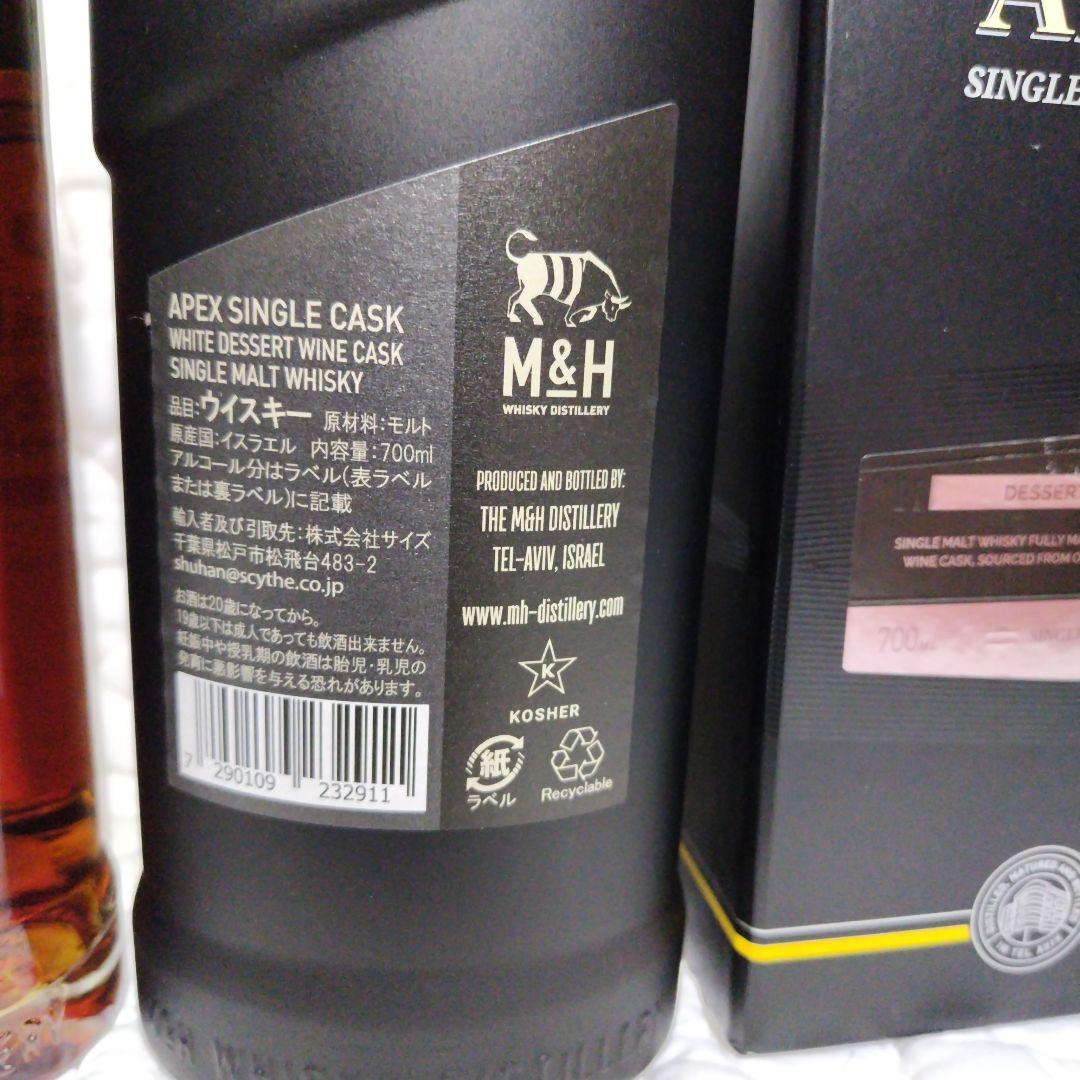 APEX SINGLE CASK
WHITE DESSERT WINE CASK
SINGLE MALT WHISKY
品目:ウイスキー 原材料:モルト
原産国:イスラエル 内容量:700ml
アルコール分はラベル(表ラベル
または裏ラベル)に記載
輸入者及び引取先:株式会社サイズ
千葉県松戸市松飛台483-2
shuhan@scythe.co.jp
お酒は20歳になってから。
19歳以下は成人であっても飲酒出来ません。
妊娠中や授乳期の飲酒は胎児・乳児の
発育に悪影響を与える恐れがあります。
7 290109 232911
M&H
WHISKY DISTILLERY
PRODUCED AND BOTTLED BY:
THE M&H DISTILLERY
TEL-AVIV, ISRAEL
www.mh-distillery.com
K
KOSHER
紙
ラベル
Recyclable
SINGLE
DESSERT
SINGLE MALT WHISKY FULLY MA
WINE CASK, SOURCED FROM
700ML
SINGLE
DISTILLED, MATURED AND
IN TEL AVIV